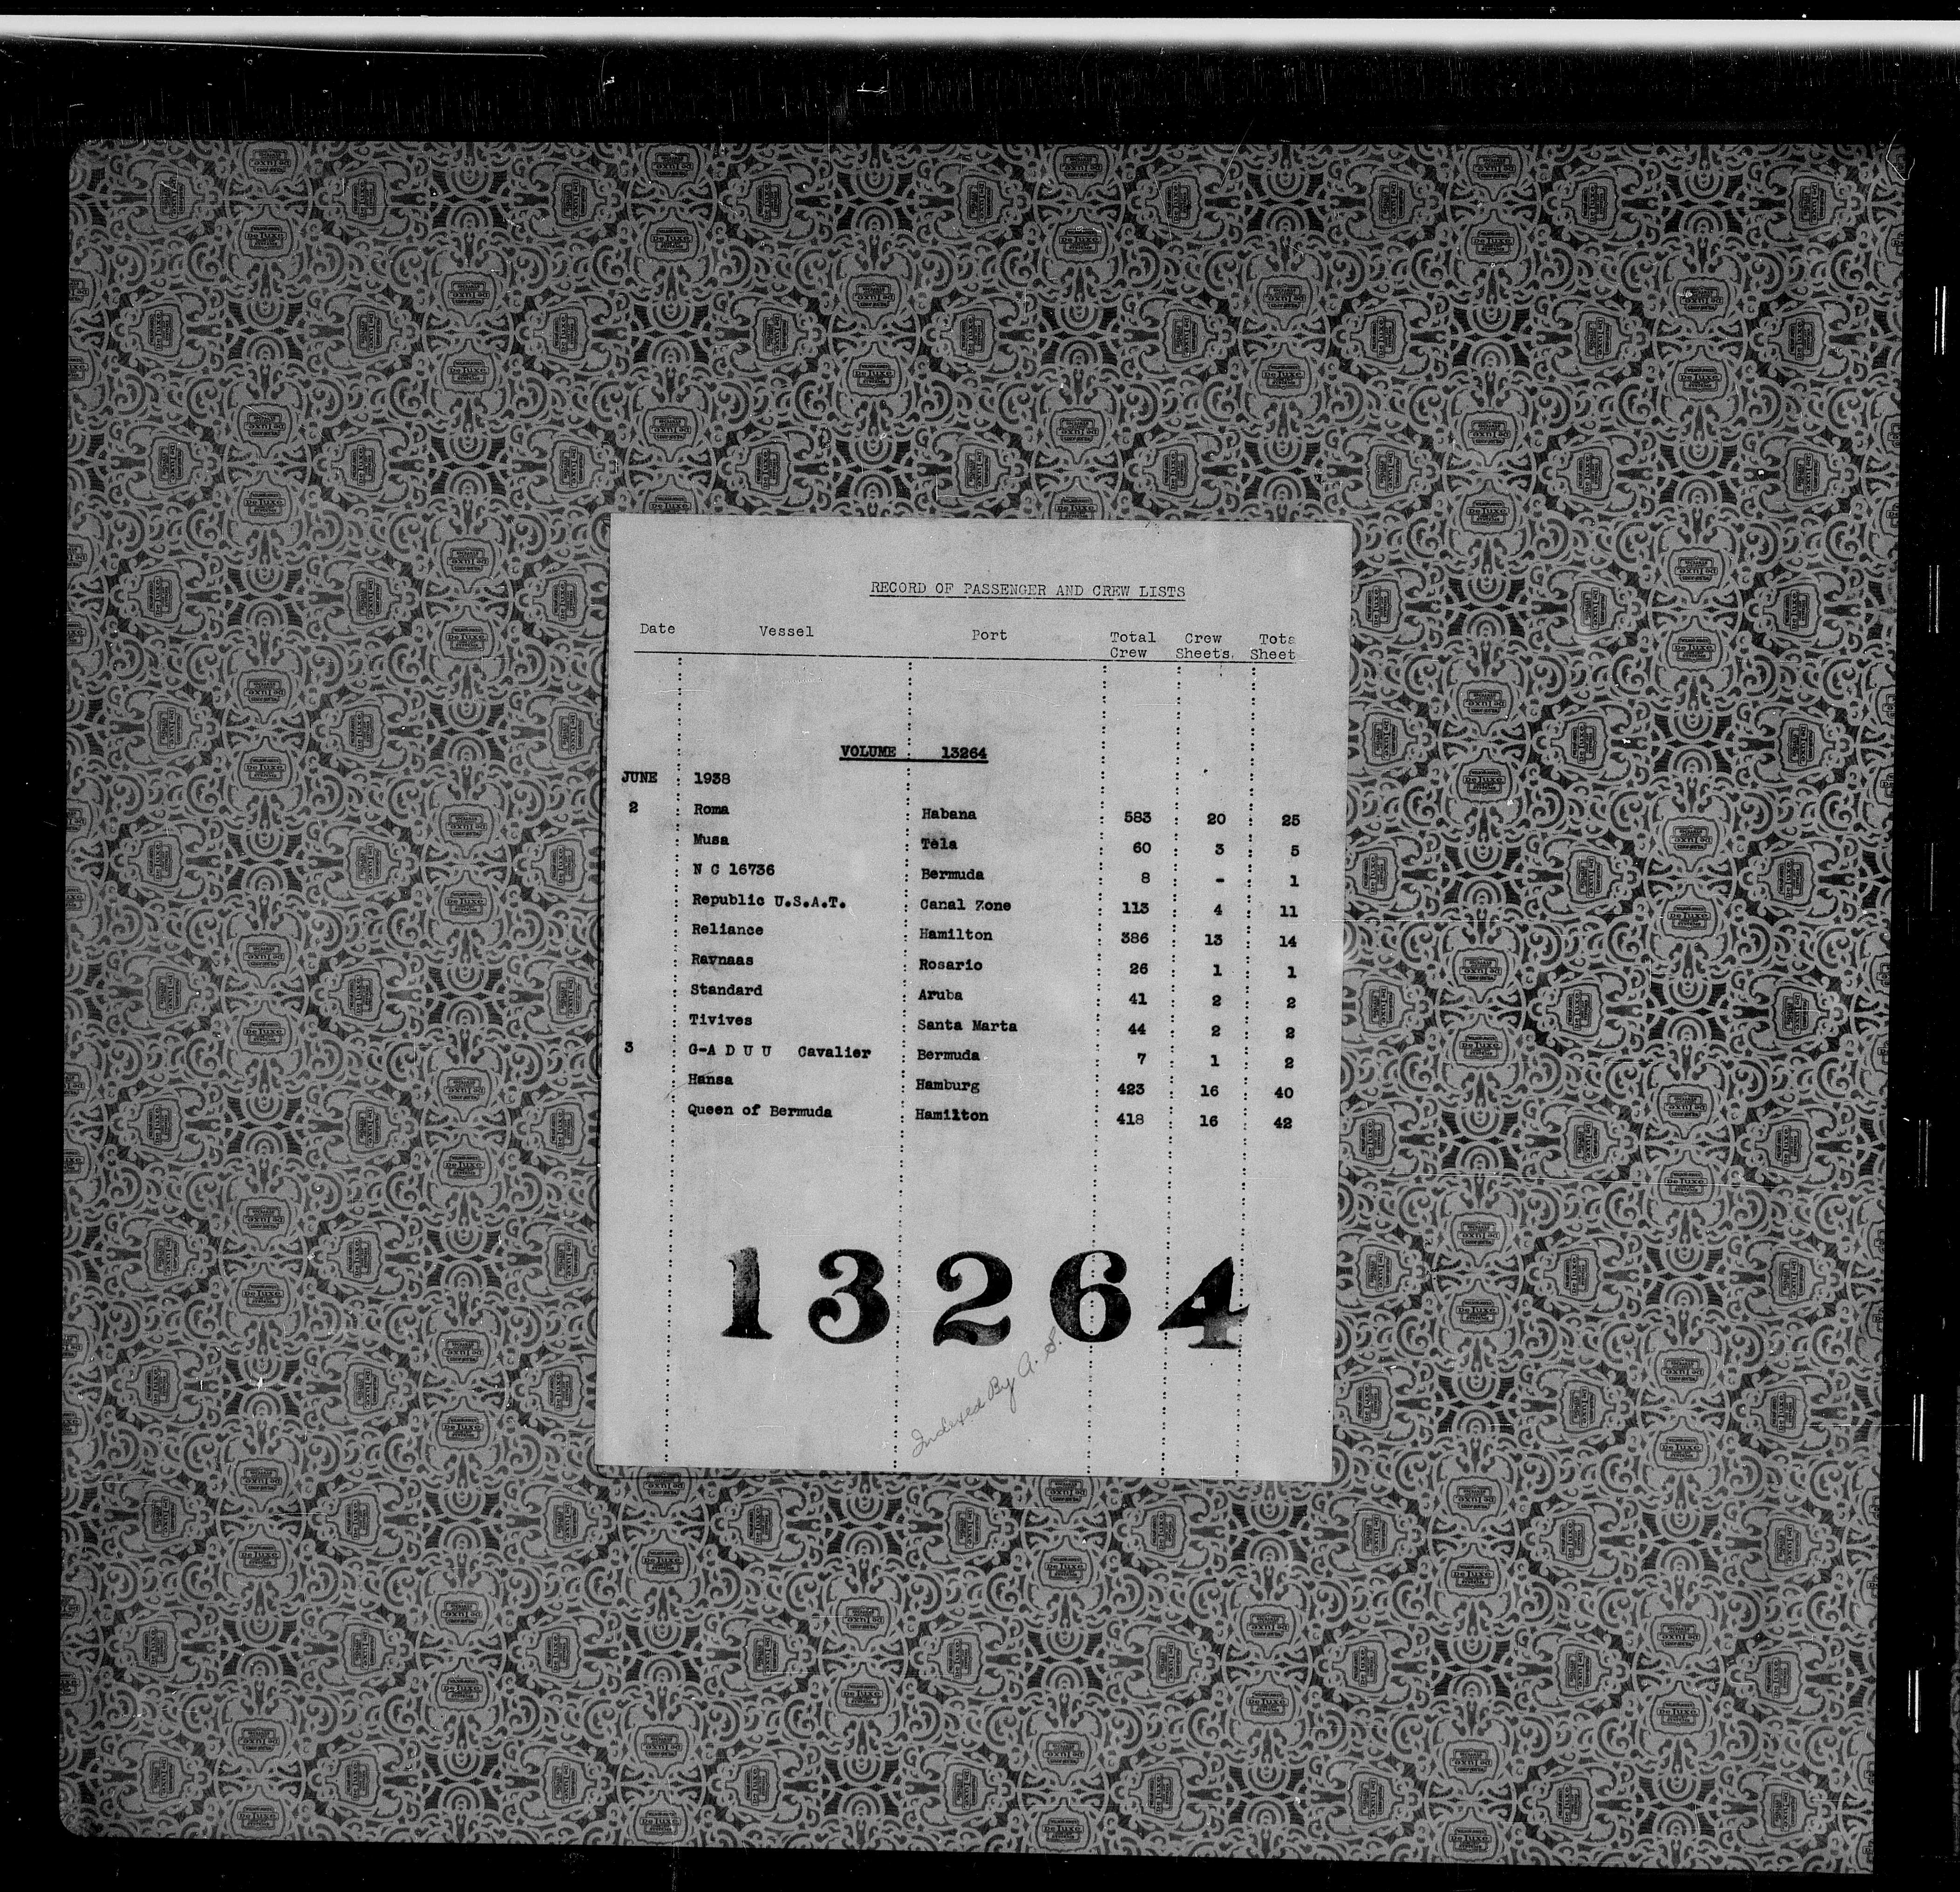 RECORD OF PASSENGER AND CREW LISTS
Date Vessel Port Total Crew Crew Sheets Tota Sheet
VOLUME 13264
JUNE 1938
2 Roma Habana 583 20 25
Musa Tela 60 3 5
N C 16736 Bermuda 8 - 1
Republic U.S.A.T. Canal Zone 113 4 11
Reliance Hamilton 386 13 14
Ravnaas Rosario 26 1 1
Standard Aruba 41 2 2
Tivives Santa Marta 44 2 2
3 G-A D U U Cavalier Bermuda 7 1 2
Hansa Hamburg 423 16 40
Queen of Bermuda Hamilton 418 16 42
13264
Indexed By A. S.